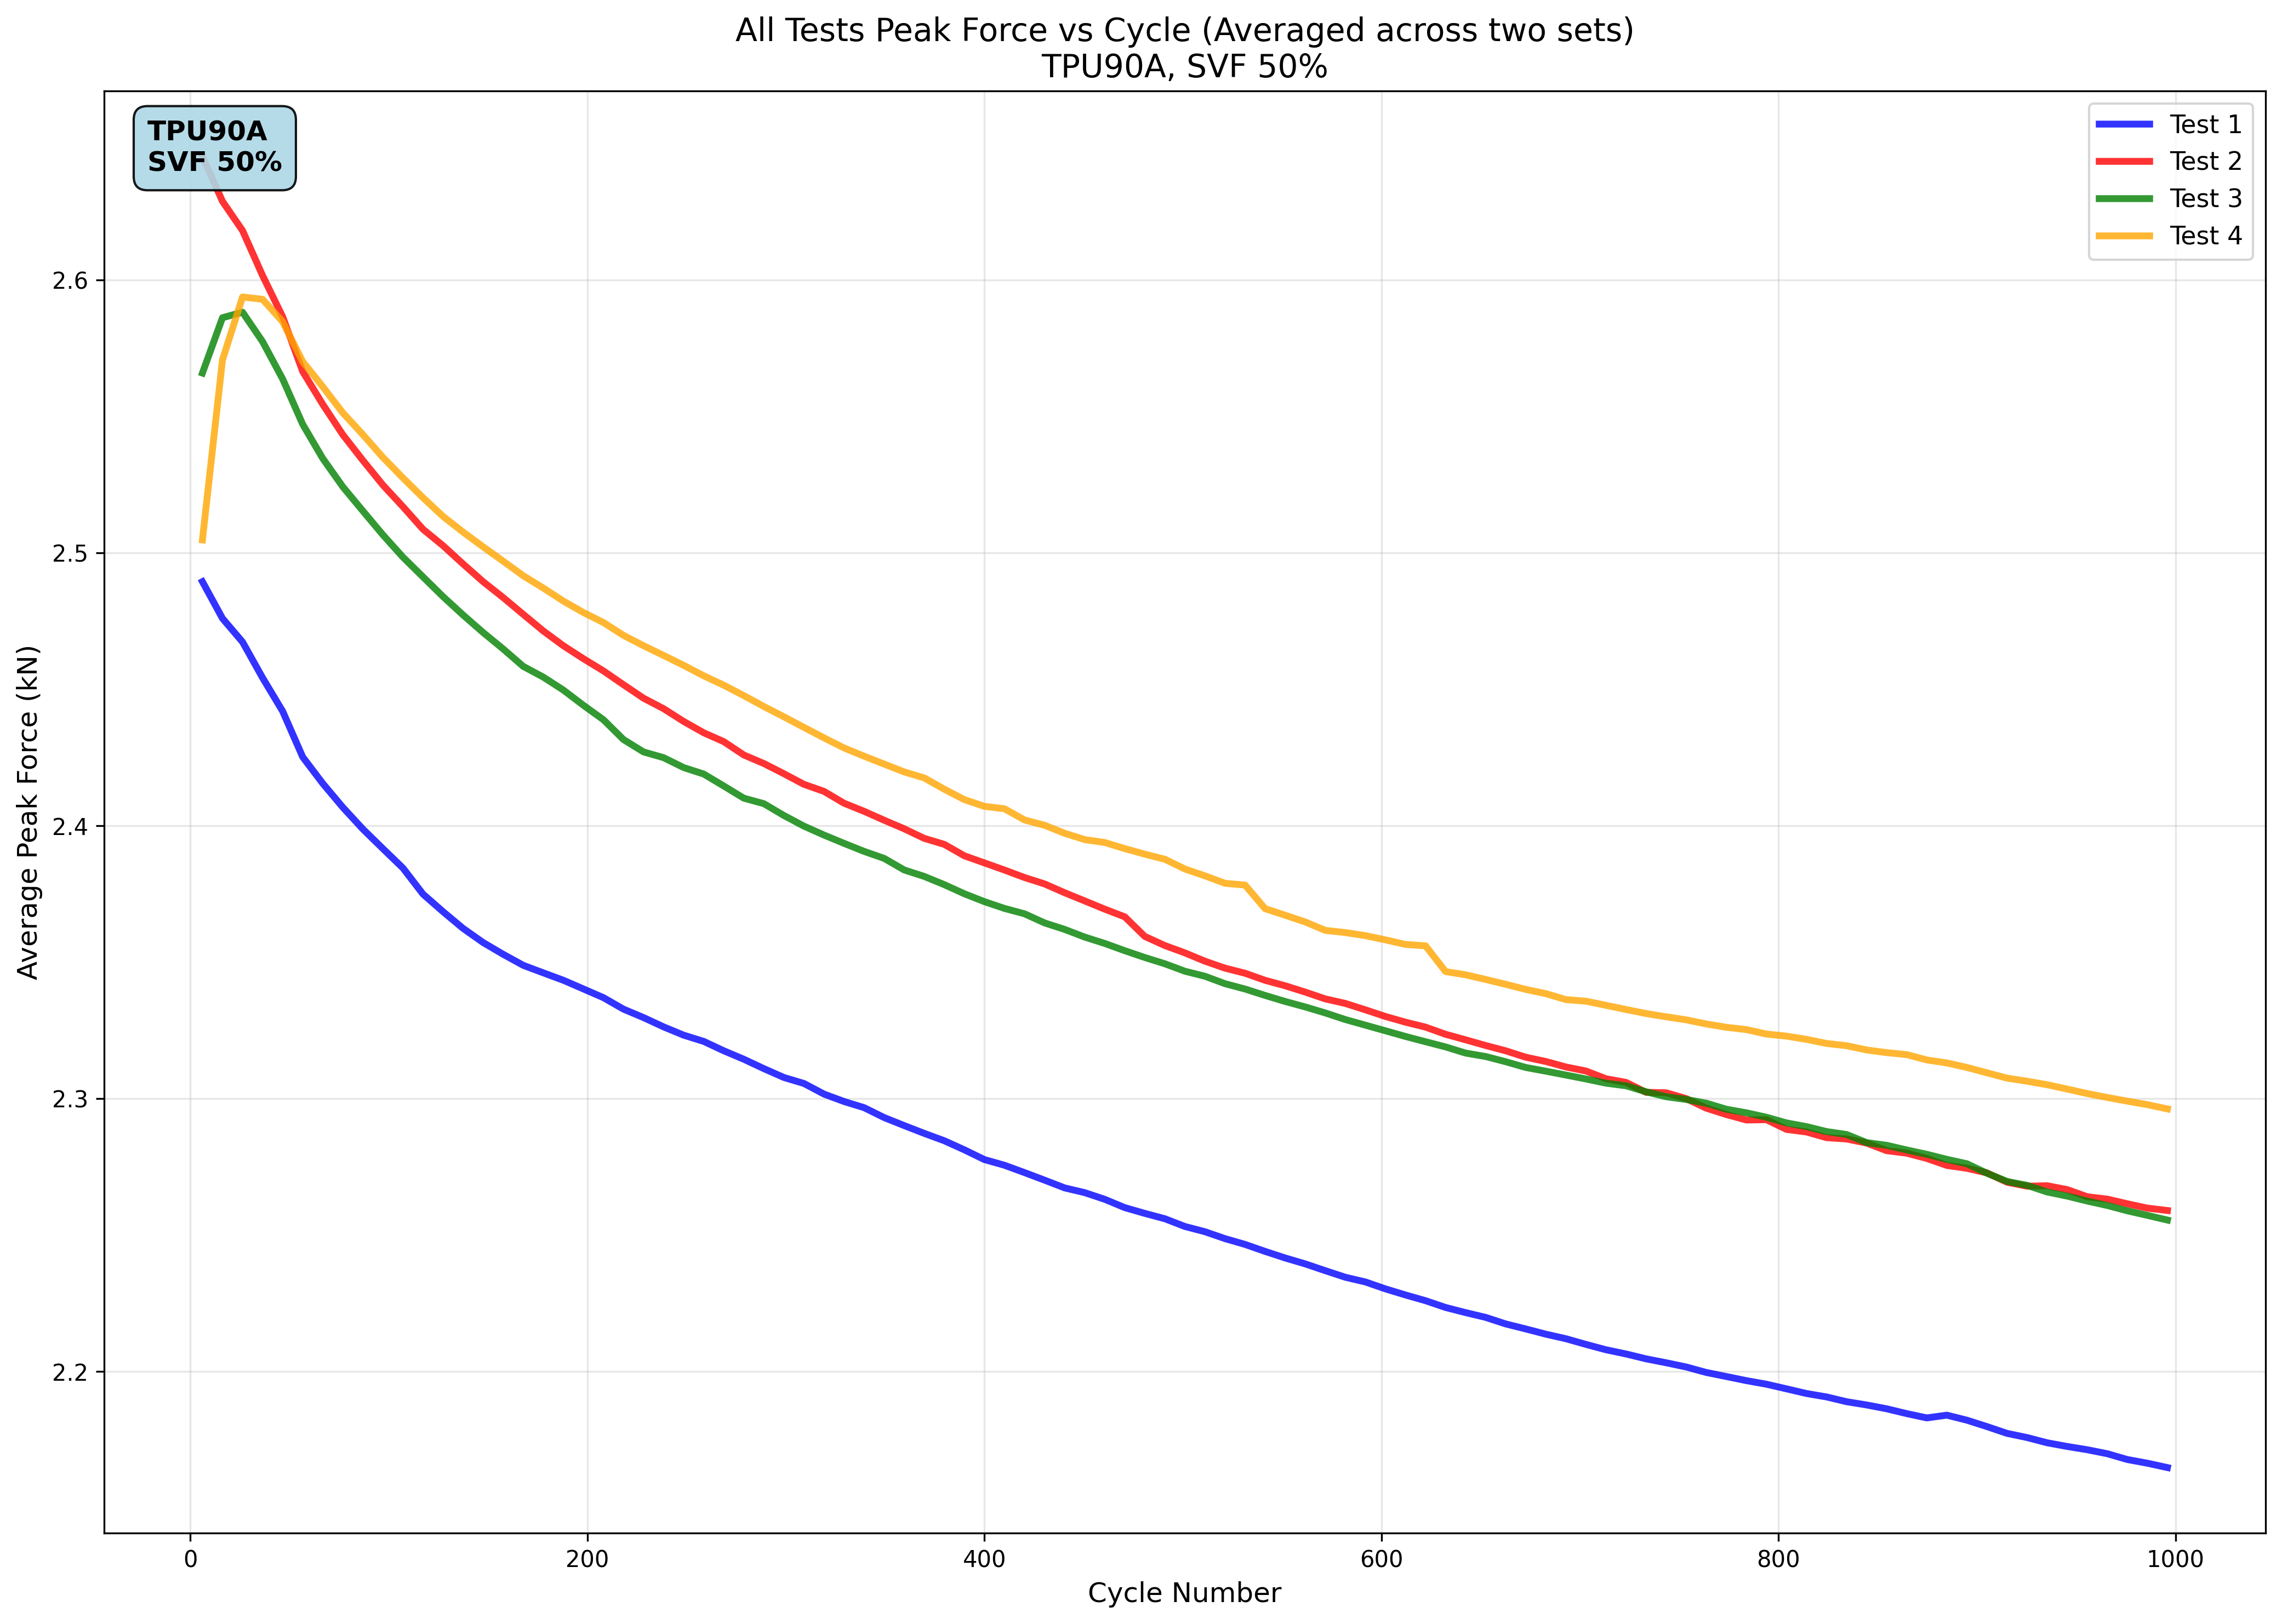 All Tests Peak Force vs Cycle (Averaged across two sets)
TPU90A, SVF 50%
TPU90A
SVF 50%
Test 1
Test 2
Test 3
Test 4
2.6
2.5
2.4
2.3
2.2
Average Peak Force (kN)
0
200
400
600
800
1000
Cycle Number